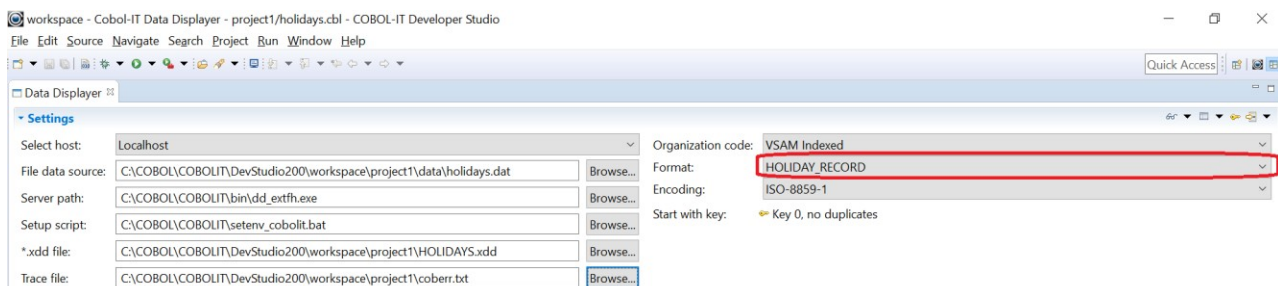 workspace - Cobol-IT Data Displayer - project1/holidays.cbl - COBOL-IT Developer Studio
File Edit Source Navigate Search Project Run Window Help
Quick Access
Data Displayer
Settings
Select host: Localhost
Organization code: VSAM Indexed
File data source: C:\COBOL\COBOLIT\DevStudio200\workspace\project1\data\holidays.dat Browse...
Format: HOLIDAY_RECORD
Server path: C:\COBOL\COBOLIT\bin\dd_extfh.exe Browse...
Encoding: ISO-8859-1
Setup script: C:\COBOL\COBOLIT\setenv_cobolit.bat Browse...
Start with key: Key 0, no duplicates
*.xdd file: C:\COBOL\COBOLIT\DevStudio200\workspace\project1\HOLIDAYS.xdd Browse...
Trace file: C:\COBOL\COBOLIT\DevStudio200\workspace\project1\coberr.txt Browse...